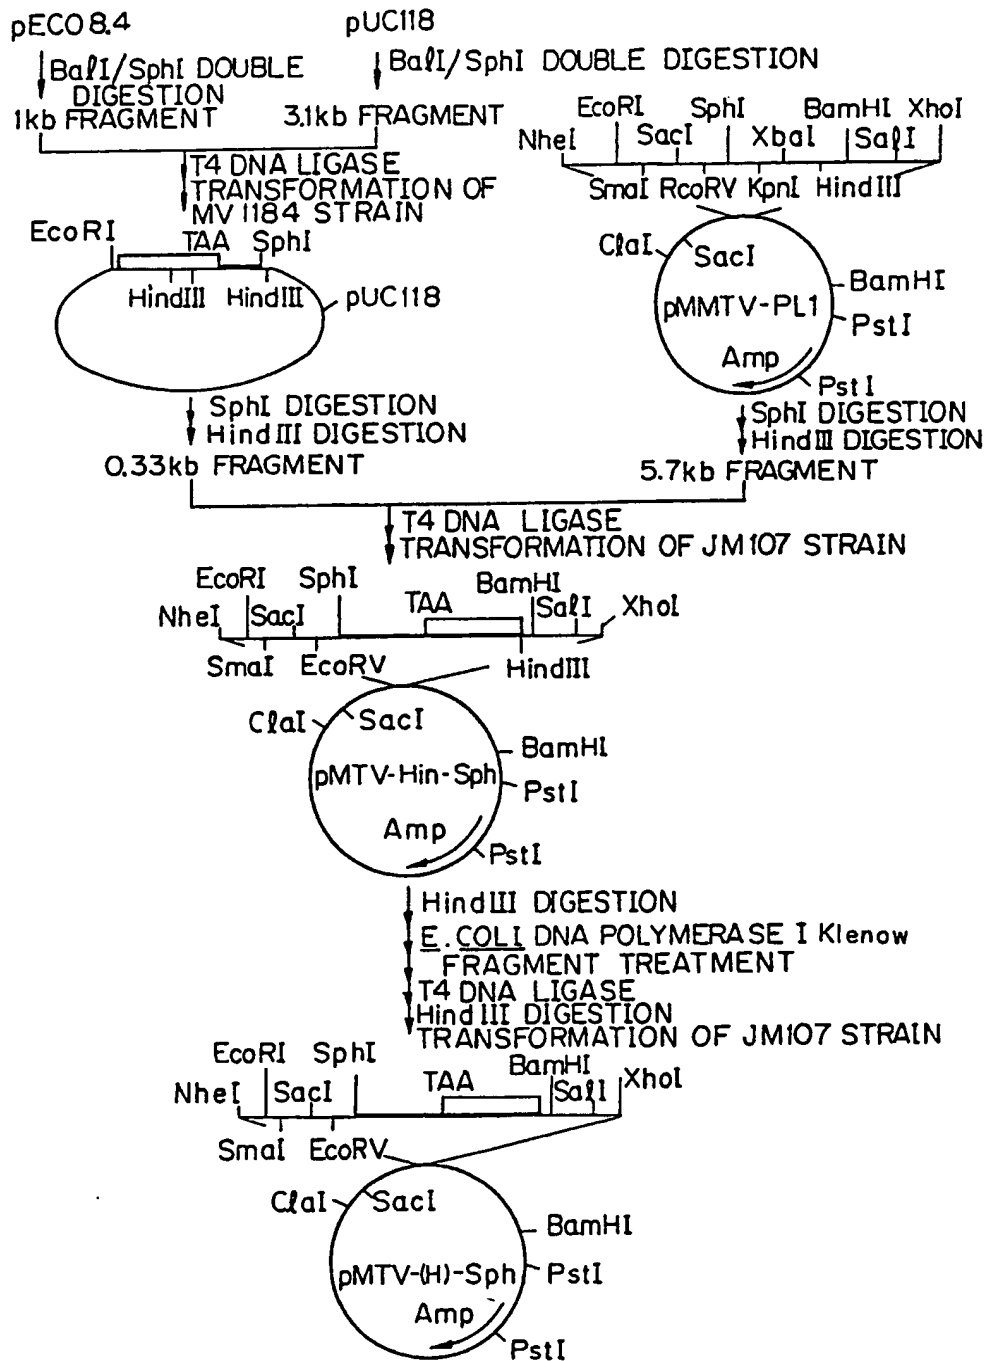 pECO8.4
pUC118
BalI/SphI DOUBLE
DIGESTION
BalI/SphI DOUBLE DIGESTION
1kb FRAGMENT
3.1kb FRAGMENT
T4 DNA LIGASE
TRANSFORMATION OF
MV1184 STRAIN
EcoRI
TAA
SphI
HindIII
HindIII
pUC118
EcoRI SphI BamHI XhoI
NheI SacI XbaI SalI
SmaI RcoRV KpnI HindIII
ClaI
SacI
BamHI
pMMTV-PL1
PstI
Amp
PstI
SphI DIGESTION
HindIII DIGESTION
0.33kb FRAGMENT
SphI DIGESTION
HindIII DIGESTION
5.7kb FRAGMENT
T4 DNA LIGASE
TRANSFORMATION OF JM107 STRAIN
EcoRI SphI BamHI
NheI SacI TAA SalI XhoI
SmaI EcoRV HindIII
ClaI
SacI
BamHI
pMTV-Hin-Sph
PstI
Amp
PstI
HindIII DIGESTION
E. COLI DNA POLYMERASE I Klenow
FRAGMENT TREATMENT
T4 DNA LIGASE
HindIII DIGESTION
TRANSFORMATION OF JM107 STRAIN
EcoRI SphI BamHI
NheI SacI TAA SalI XhoI
SmaI EcoRV
ClaI
SacI
BamHI
pMTV-(H)-Sph
PstI
Amp
PstI